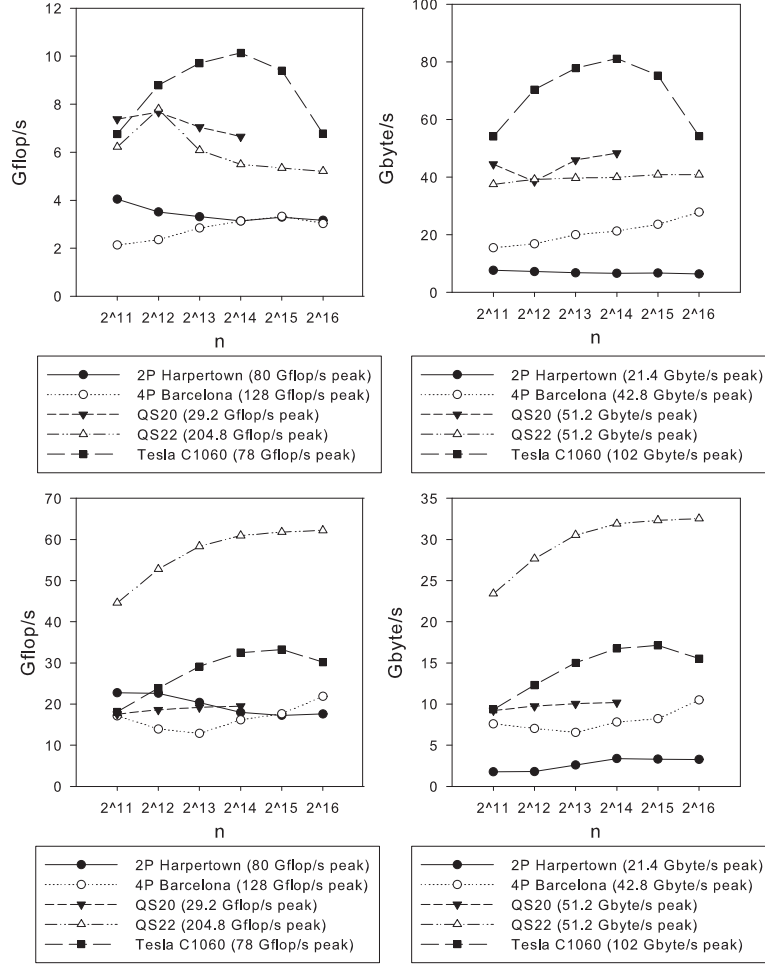 12
10
8
6
4
2
0
Gflop/s
2^11 2^12 2^13 2^14 2^15 2^16
n
2P Harpertown (80 Gflop/s peak)
4P Barcelona (128 Gflop/s peak)
QS20 (29.2 Gflop/s peak)
QS22 (204.8 Gflop/s peak)
Tesla C1060 (78 Gflop/s peak)
100
80
60
40
20
0
Gbyte/s
2^11 2^12 2^13 2^14 2^15 2^16
n
2P Harpertown (21.4 Gbyte/s peak)
4P Barcelona (42.8 Gbyte/s peak)
QS20 (51.2 Gbyte/s peak)
QS22 (51.2 Gbyte/s peak)
Tesla C1060 (102 Gbyte/s peak)
70
60
50
40
30
20
10
0
Gflop/s
2^11 2^12 2^13 2^14 2^15 2^16
n
2P Harpertown (80 Gflop/s peak)
4P Barcelona (128 Gflop/s peak)
QS20 (29.2 Gflop/s peak)
QS22 (204.8 Gflop/s peak)
Tesla C1060 (78 Gflop/s peak)
35
30
25
20
15
10
5
0
Gbyte/s
2^11 2^12 2^13 2^14 2^15 2^16
n
2P Harpertown (21.4 Gbyte/s peak)
4P Barcelona (42.8 Gbyte/s peak)
QS20 (51.2 Gbyte/s peak)
QS22 (51.2 Gbyte/s peak)
Tesla C1060 (102 Gbyte/s peak)